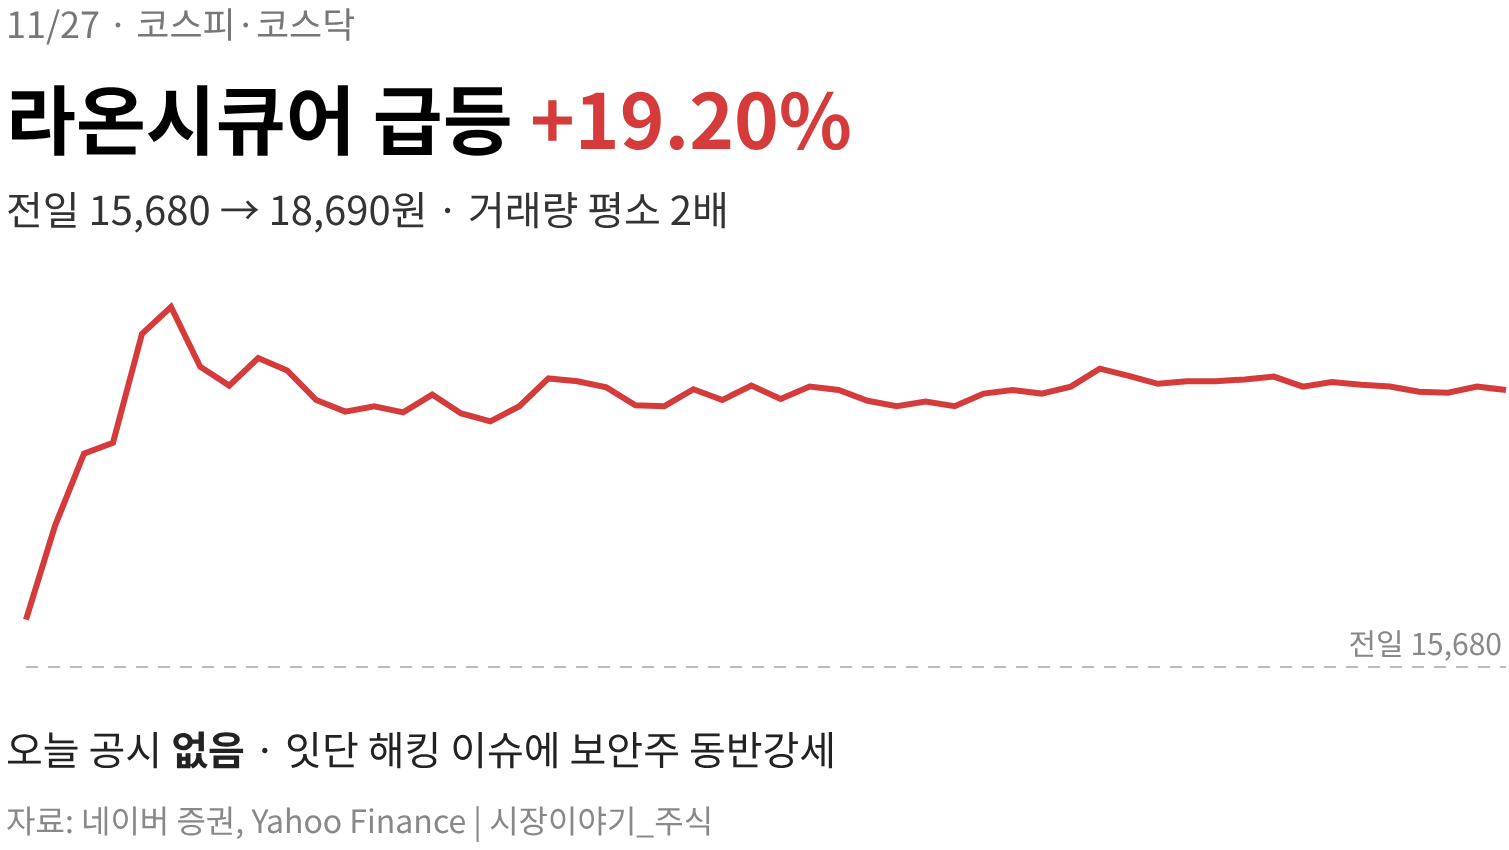 11/27 · 코스피·코스닥
라온시큐어 급등 +19.20%
전일 15,680 → 18,690원 · 거래량 평소 2배
전일 15,680
오늘 공시 없음 · 잇단 해킹 이슈에 보안주 동반강세
자료: 네이버 증권, Yahoo Finance | 시장이야기_주식